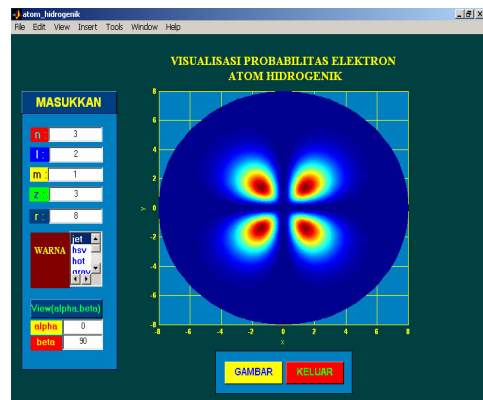 atom_hidrogenik
File Edit View Insert Tools Window Help
VISUALISASI PROBABILITAS ELEKTRON
ATOM HIDROGENIK
MASUKKAN
n : 3
l : 2
m : 1
z : 3
r : 8
WARNA
jet
hsv
hot
gray
View(alpha,beta)
alpha 0
beta 90
8
6
4
2
Y 0
-2
-4
-6
-8
-8 -6 -4 -2 0 2 4 6 8
X
GAMBAR KELUAR